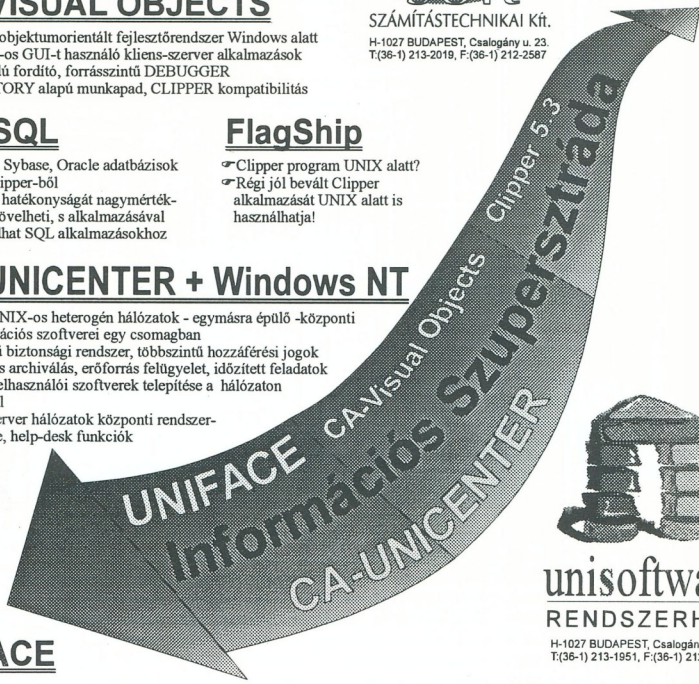 VISUAL OBJECTS
objektumorientált fejlesztőrendszer Windows alatt
-os GUI-t használó kliens-szerver alkalmazások
ú fordító, forrásszintű DEBUGGER
TORY alapú munkapad, CLIPPER kompatibilitás
SZÁMÍTÁSTECHNIKAI Kft.
H-1027 BUDAPEST, Csalogány u. 23.
T:(36-1) 213-2019, F:(36-1) 212-2587
SQL
Sybase, Oracle adatbázisok
ipper-ből
hatékonyságát nagymérték-
övelheti, s alkalmazásával
lhat SQL alkalmazásokhoz
FlagShip
☞Clipper program UNIX alatt?
☞Régi jól bevált Clipper
alkalmazását UNIX alatt is
használhatja!
UNICENTER + Windows NT
NIX-os heterogén hálózatok - egymásra épülő -központi
ációs szoftverei egy csomagban
i biztonsági rendszer, többszintű hozzáférési jogok
s archiválás, erőforrás felügyelet, időzített feladatok
elhasználói szoftverek telepítése a hálózaton
l
erver hálózatok központi rendszer-
e, help-desk funkciók
UNIFACE CA-Visual Objects Clipper 5.3
Információs Szupersztráda
CA-UNICENTER
unisoftwa
RENDSZERH
H-1027 BUDAPEST, Csalogán
T:(36-1) 213-1951, F:(36-1) 21
ACE